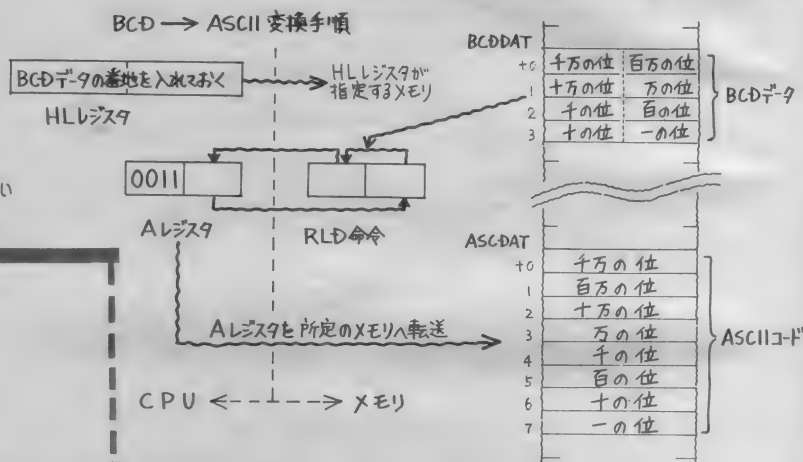 BCD → ASCII 変換手順
BCDデータの番地を入れておく
HLレジスタ
HLレジスタが
指定するメモリ
い
0011
Aレジスタ
RLD命令
Aレジスタを所定のメモリへ転送
CPU ← → メモリ
BCDDAT
+0 千万の位 百万の位
1 十万の位 万の位
2 千の位 百の位
3 十の位 一の位
BCDデータ
ASCDAT
+0 千万の位
1 百万の位
2 十万の位
3 万の位
4 千の位
5 百の位
6 十の位
7 一の位
ASCIIコード